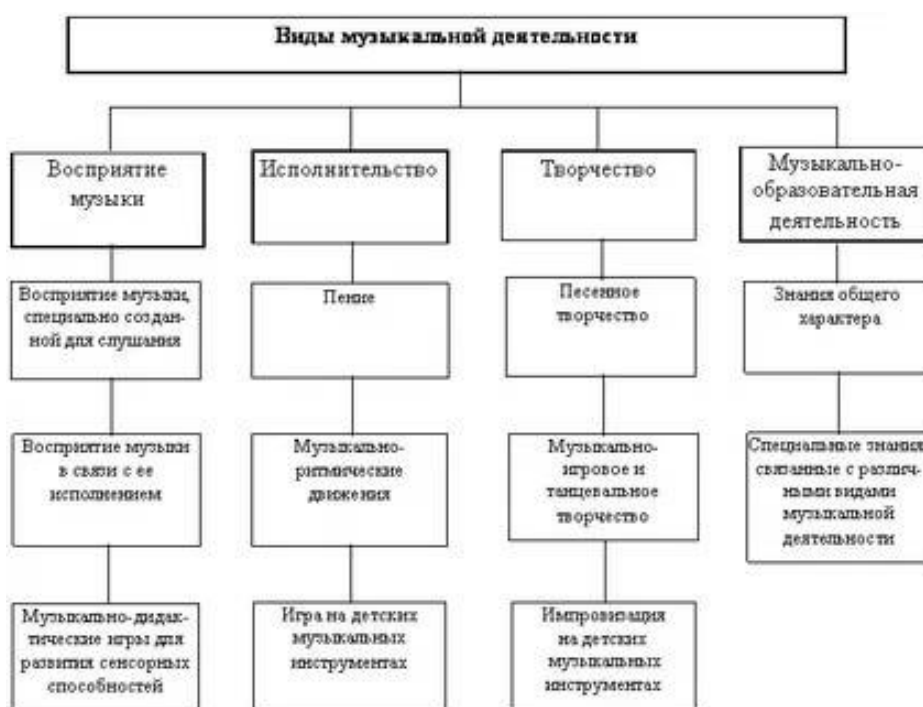 Виды музыкальной деятельности
Восприятие
музыки
Исполнительство
Творчество
Музыкально-
образовательная
деятельность
Восприятие музыки,
специально создан-
ной для слушания
Пение
Песенное
творчество
Знания общего
характера
Восприятие музыки
в связи с ее
исполнением
Музыкально-
ритмические
движения
Музыкально-
игровое и
танцевальное
творчество
Специальные знания,
связанные с различ-
ными видами
музыкальной
деятельности
Музыкально-дидак-
тические игры для
развития сенсорных
способностей
Игра на детских
музыкальных
инструментах
Импровизация
на детских
музыкальных
инструментах